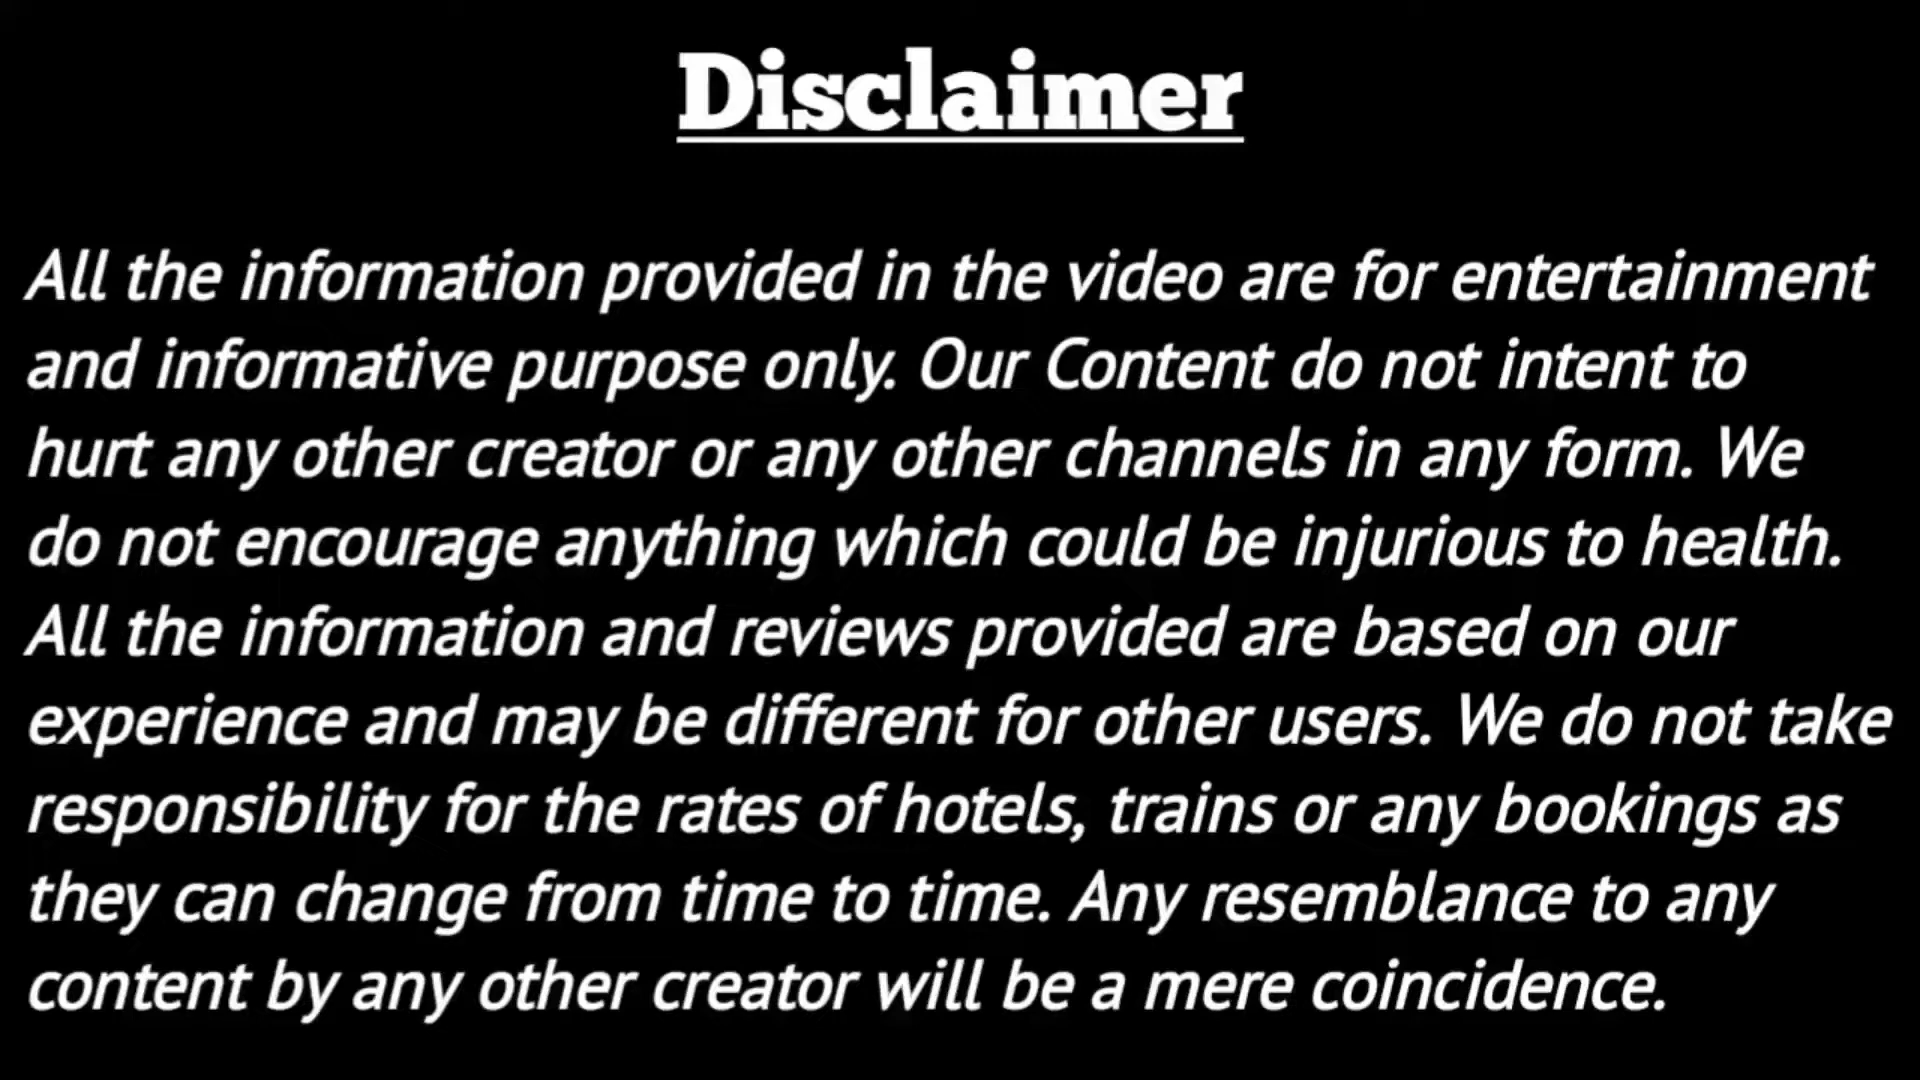 Disclaimer
All the information provided in the video are for entertainment
and informative purpose only. Our Content do not intent to
hurt any other creator or any other channels in any form. We
do not encourage anything which could be injurious to health.
All the information and reviews provided are based on our
experience and may be different for other users. We do not take
responsibility for the rates of hotels, trains or any bookings as
they can change from time to time. Any resemblance to any
content by any other creator will be a mere coincidence.